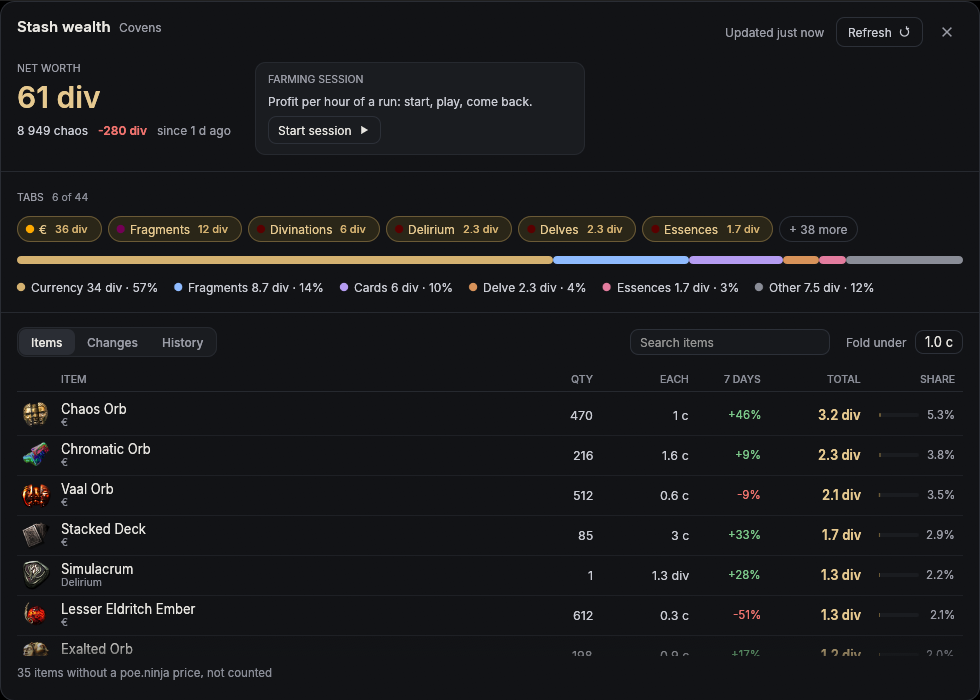 Stash wealth Covens
Updated just now Refresh
NET WORTH
61 div
8 949 chaos -280 div since 1 d ago
FARMING SESSION
Profit per hour of a run: start, play, come back.
Start session
TABS 6 of 44
€ 36 div Fragments 12 div Divinations 6 div Delirium 2.3 div Delves 2.3 div Essences 1.7 div + 38 more
Currency 34 div · 57% Fragments 8.7 div · 14% Cards 6 div · 10% Delve 2.3 div · 4% Essences 1.7 div · 3% Other 7.5 div · 12%
Items Changes History Search items Fold under 1.0 c
ITEM QTY EACH 7 DAYS TOTAL SHARE
Chaos Orb 470 1 c +46% 3.2 div 5.3%
€
Chromatic Orb 216 1.6 c +9% 2.3 div 3.8%
€
Vaal Orb 512 0.6 c -9% 2.1 div 3.5%
€
Stacked Deck 85 3 c +33% 1.7 div 2.9%
€
Simulacrum 1 1.3 div +28% 1.3 div 2.2%
Delirium
Lesser Eldritch Ember 612 0.3 c -51% 1.3 div 2.1%
€
Exalted Orb 198 0.9 c +17% 1.2 div 2.0%
35 items without a poe.ninja price, not counted